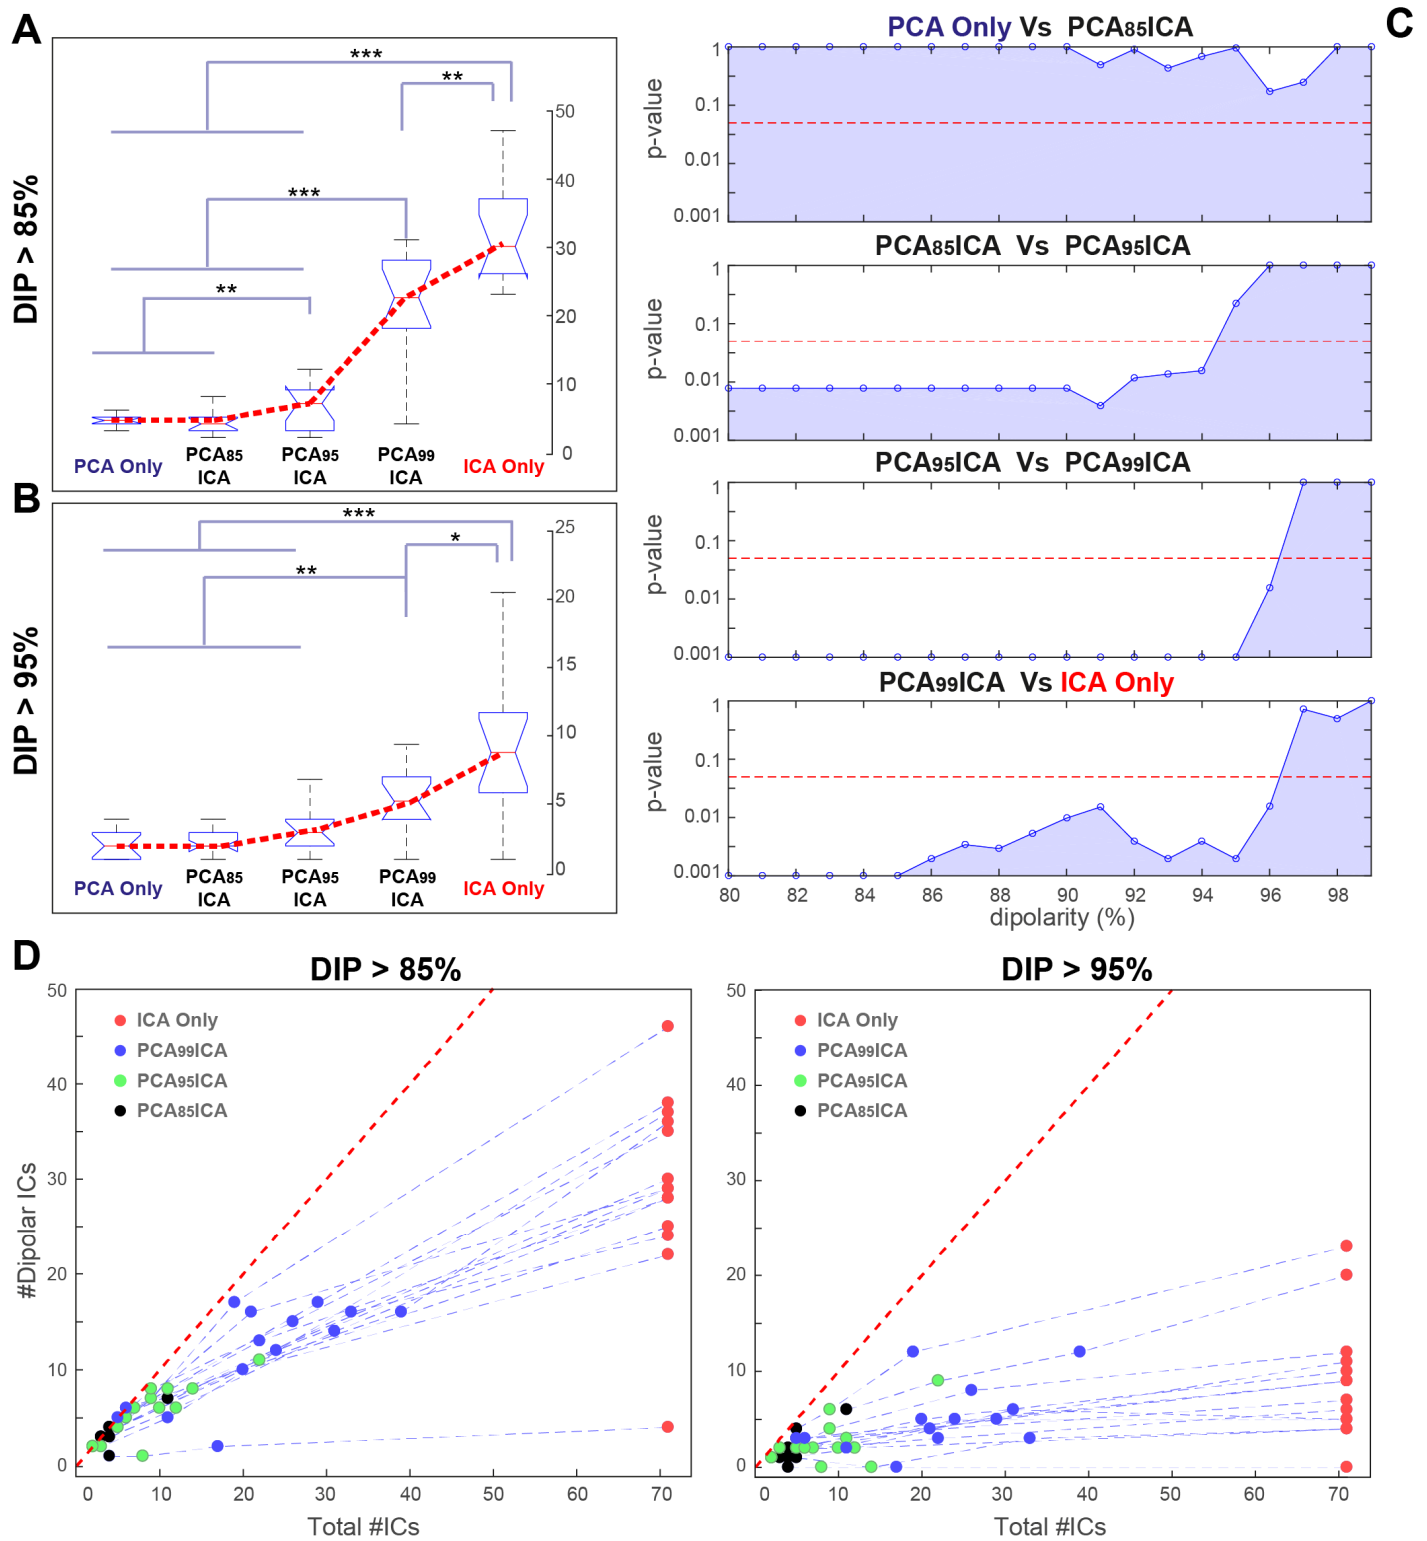 A
DIP > 85%
***
**
***
**
50
40
30
20
10
0
PCA Only
PCA85
ICA
PCA95
ICA
PCA99
ICA
ICA Only
B
DIP > 95%
***
*
**
25
20
15
10
5
0
PCA Only
PCA85
ICA
PCA95
ICA
PCA99
ICA
ICA Only
C
PCA Only Vs PCA85ICA
p-value
1
0.1
0.01
0.001
PCA85ICA Vs PCA95ICA
p-value
1
0.1
0.01
0.001
PCA95ICA Vs PCA99ICA
p-value
1
0.1
0.01
0.001
PCA99ICA Vs ICA Only
p-value
1
0.1
0.01
0.001
80 82 84 86 88 90 92 94 96 98
dipolarity (%)
D
DIP > 85%
#Dipolar ICs
50
40
30
20
10
0
ICA Only
PCA99ICA
PCA95ICA
PCA85ICA
0 10 20 30 40 50 60 70
Total #ICs
DIP > 95%
50
40
30
20
10
0
ICA Only
PCA99ICA
PCA95ICA
PCA85ICA
0 10 20 30 40 50 60 70
Total #ICs